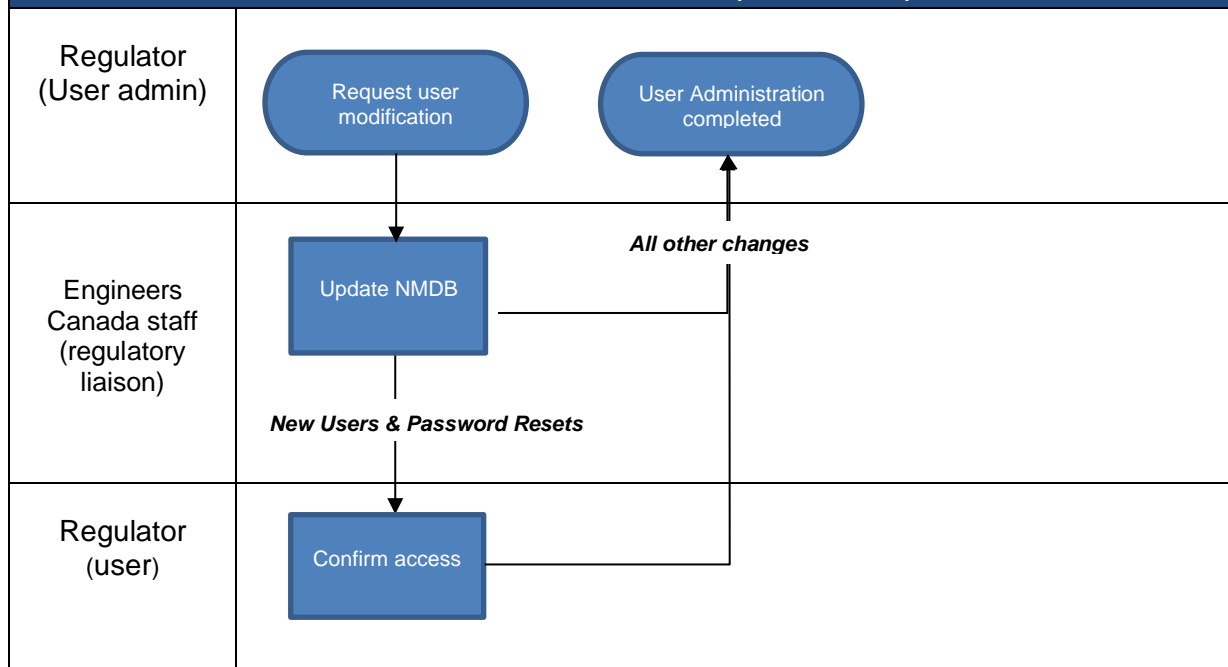 Regulator
(User admin)
Request user
modification
User Administration
completed
Engineers
Canada staff
(regulatory
liaison)
Update NMDB
All other changes
New Users & Password Resets
Regulator
(user)
Confirm access